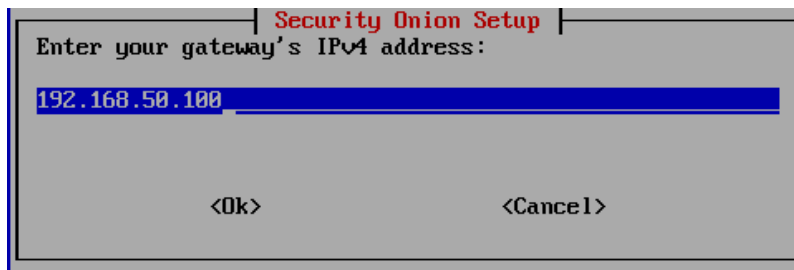 Security Onion Setup
Enter your gateway's IPv4 address:
192.168.50.100
<Ok> <Cancel>